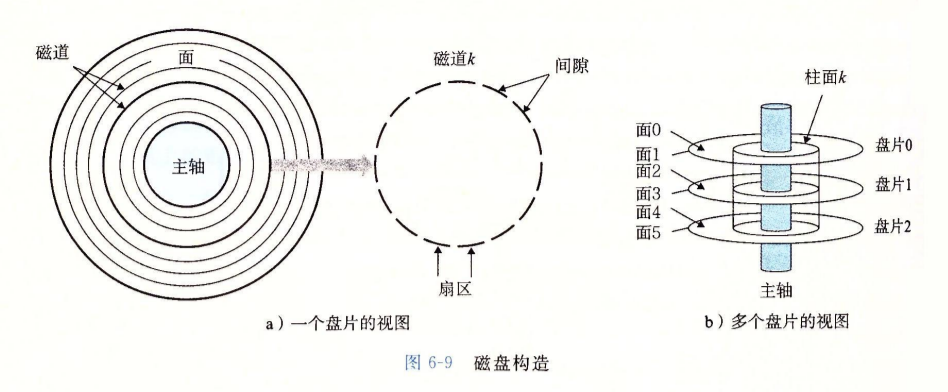 磁道
面
主轴
磁道k
间隙
扇区
a）一个盘片的视图
柱面k
面0
面1
面2
面3
面4
面5
盘片0
盘片1
盘片2
主轴
b）多个盘片的视图
图 6-9 磁盘构造